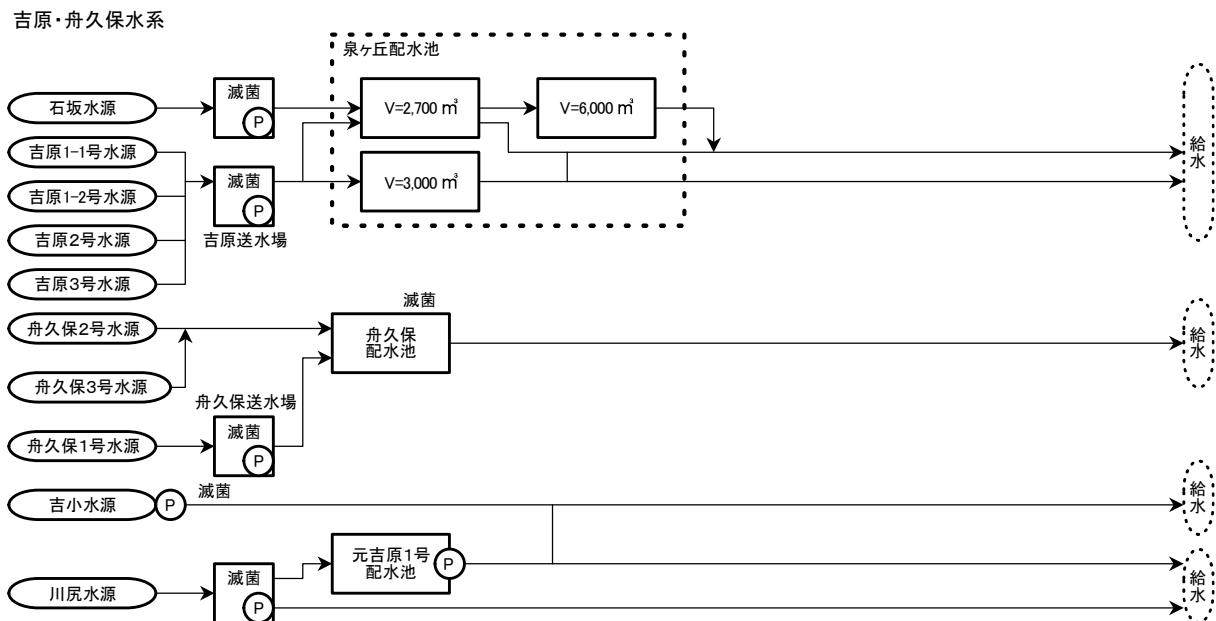 吉原・舟久保水系
泉ヶ丘配水池
石坂水源
滅菌
P
V=2,700 ㎥
V=6,000 ㎥
吉原1-1号水源
吉原1-2号水源
滅菌
P
V=3,000 ㎥
給水
吉原送水場
吉原2号水源
吉原3号水源
滅菌
舟久保2号水源
舟久保
配水池
給水
舟久保3号水源
舟久保送水場
舟久保1号水源
滅菌
P
滅菌
吉小水源
P
給水
元吉原1号
配水池
P
川尻水源
滅菌
P
給水